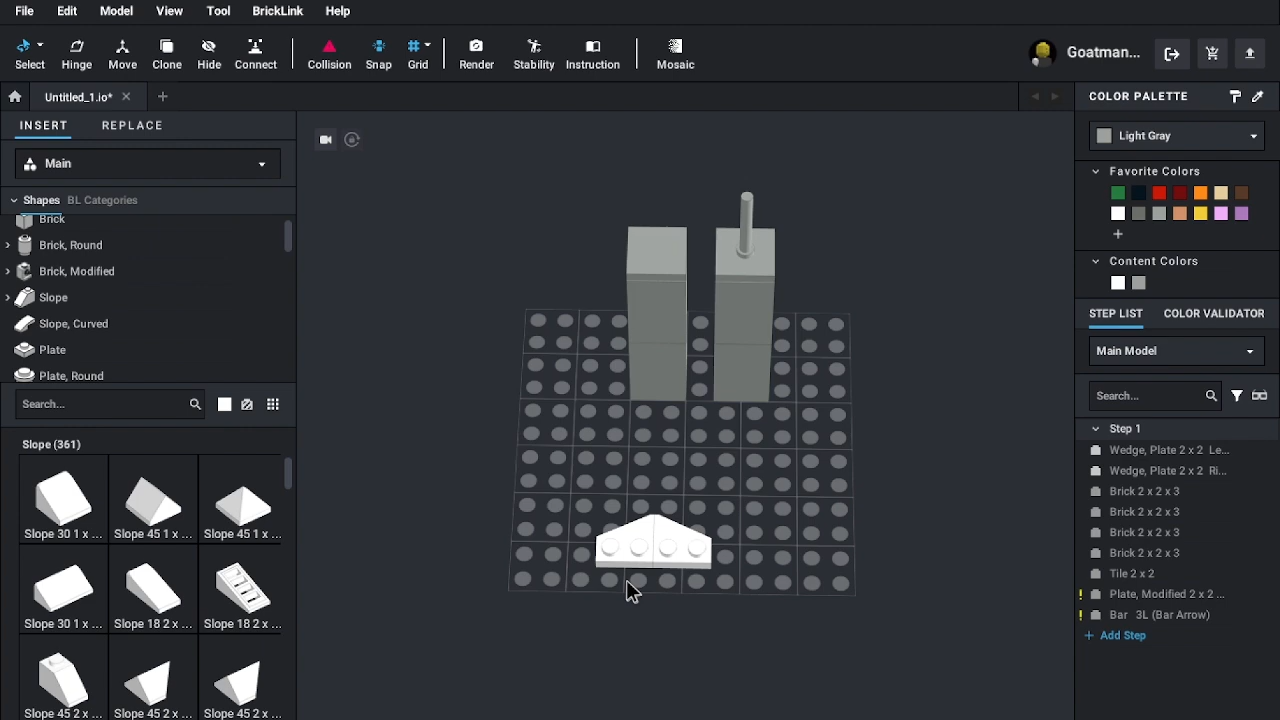 File Edit Model View Tool BrickLink Help
Select Hinge Move Clone Hide Connect Collision Snap Grid Render Stability Instruction Mosaic
Goatman...
Untitled_1.io*
INSERT REPLACE
Main
Shapes BL Categories
Brick
Brick, Round
Brick, Modified
Slope
Slope, Curved
Plate
Plate, Round
Search...
Slope (361)
Slope 30 1 x ... Slope 45 1 x ... Slope 45 1 x ...
Slope 30 1 x ... Slope 18 2 x ... Slope 18 2 x ...
Slope 45 2 x ... Slope 45 2 x ... Slope 45 2 x ...
COLOR PALETTE
Light Gray
Favorite Colors
+
Content Colors
STEP LIST COLOR VALIDATOR
Main Model
Search...
Step 1
Wedge, Plate 2 x 2 Le...
Wedge, Plate 2 x 2 Ri...
Brick 2 x 2 x 3
Brick 2 x 2 x 3
Brick 2 x 2 x 3
Brick 2 x 2 x 3
Tile 2 x 2
! Plate, Modified 2 x 2 ...
! Bar 3L (Bar Arrow)
+ Add Step